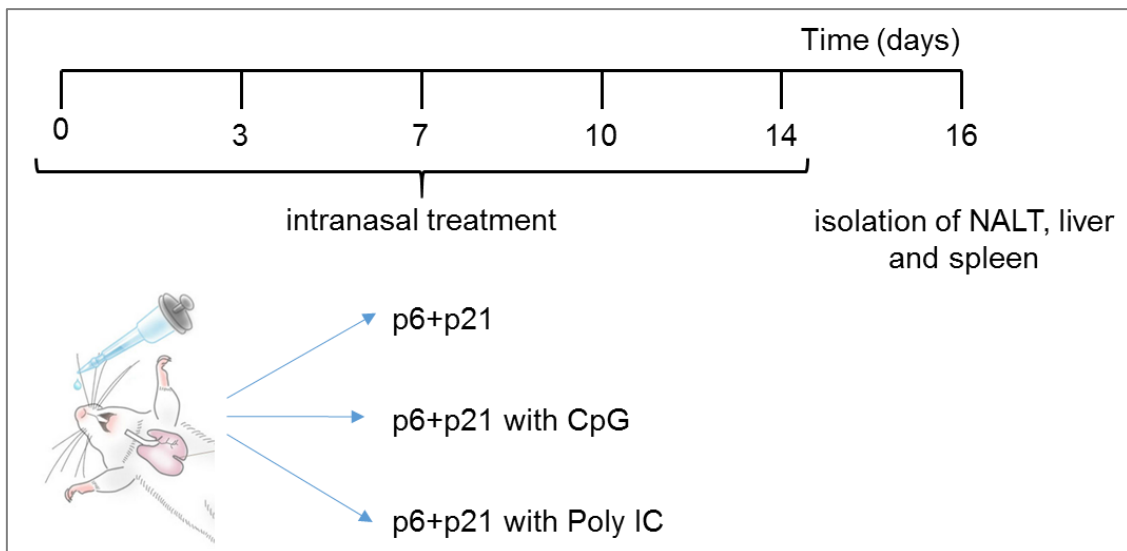 Time (days)
0 3 7 10 14 16
intranasal treatment
isolation of NALT, liver
and spleen
p6+p21
p6+p21 with CpG
p6+p21 with Poly IC